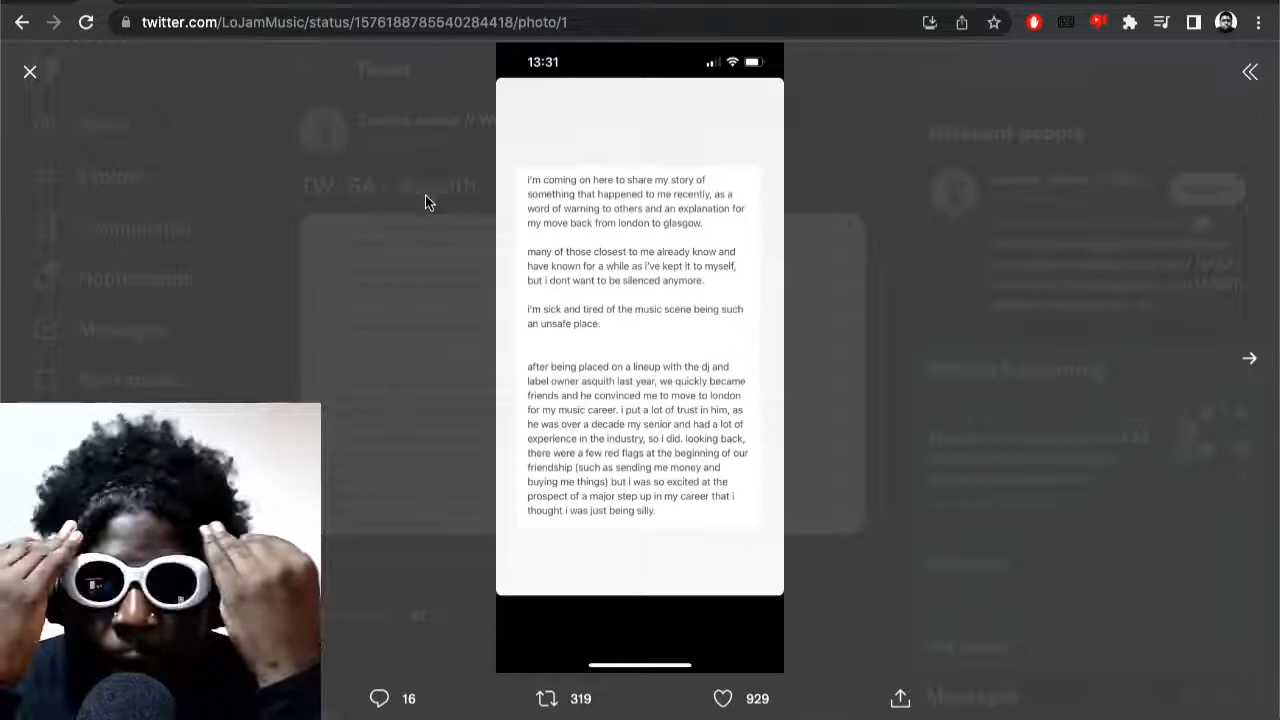 twitter.com/LoJamMusic/status/1576188785540284418/photo/1
13:31
Tweet
i'm coming on here to share my story of
something that happened to me recently, as a
word of warning to others and an explanation for
my move back from london to glasgow.
many of those closest to me already know and
have known for a while as i've kept it to myself,
but i dont want to be silenced anymore.
i'm sick and tired of the music scene being such
an unsafe place.
after being placed on a lineup with the dj and
label owner asquith last year, we quickly became
friends and he convinced me to move to london
for my music career. i put a lot of trust in him, as
he was over a decade my senior and had a lot of
experience in the industry, so i did. looking back,
there were a few red flags at the beginning of our
friendship (such as sending me money and
buying me things) but i was so excited at the
prospect of a major step up in my career that i
thought i was just being silly.
Relevant people
Notifications
Messages
16
319
929
Messages